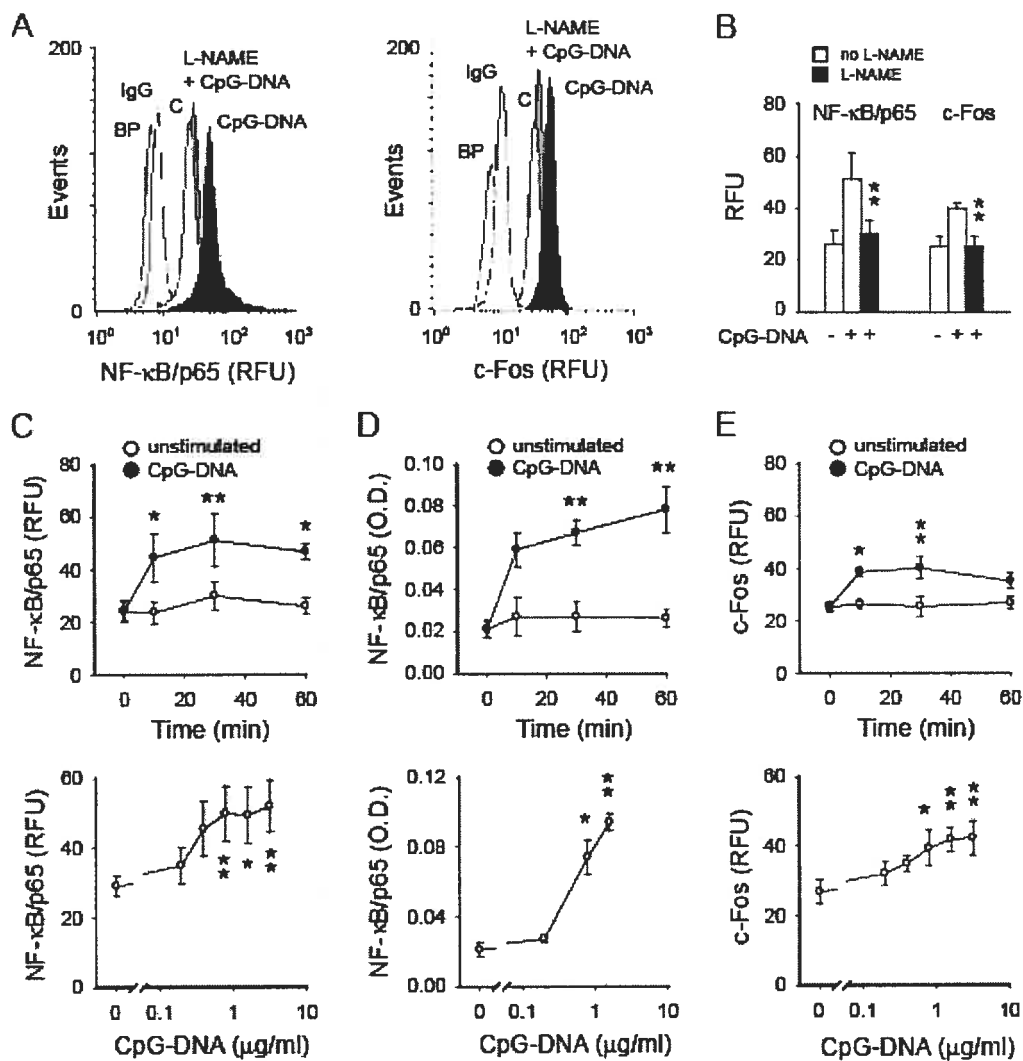 A
200
Events
0
IgG
BP
L-NAME
+ CpG-DNA
C
CpG-DNA
10⁰ 10¹ 10² 10³
NF-κB/p65 (RFU)
200
Events
0
IgG
BP
L-NAME
+ CpG-DNA
C
CpG-DNA
10⁰ 10¹ 10² 10³
c-Fos (RFU)
B
no L-NAME
L-NAME
NF-κB/p65 c-Fos
RFU
80
60
40
20
0
**
**
CpG-DNA - + + - + +
C
unstimulated
CpG-DNA
NF-κB/p65 (RFU)
80
60
40
20
0
* ** *
0 20 40 60
Time (min)
D
unstimulated
CpG-DNA
NF-κB/p65 (O.D.)
0.10
0.08
0.06
0.04
0.02
0.00
** **
0 20 40 60
Time (min)
E
unstimulated
CpG-DNA
c-Fos (RFU)
80
60
40
20
0
* **
0 20 40 60
Time (min)
NF-κB/p65 (RFU)
60
40
20
0
** * **
0 0.1 1 10
CpG-DNA (μg/ml)
NF-κB/p65 (O.D.)
0.12
0.08
0.04
0.00
* **
0 0.1 1 10
CpG-DNA (μg/ml)
c-Fos (RFU)
60
40
20
0
* ** **
0 0.1 1 10
CpG-DNA (μg/ml)